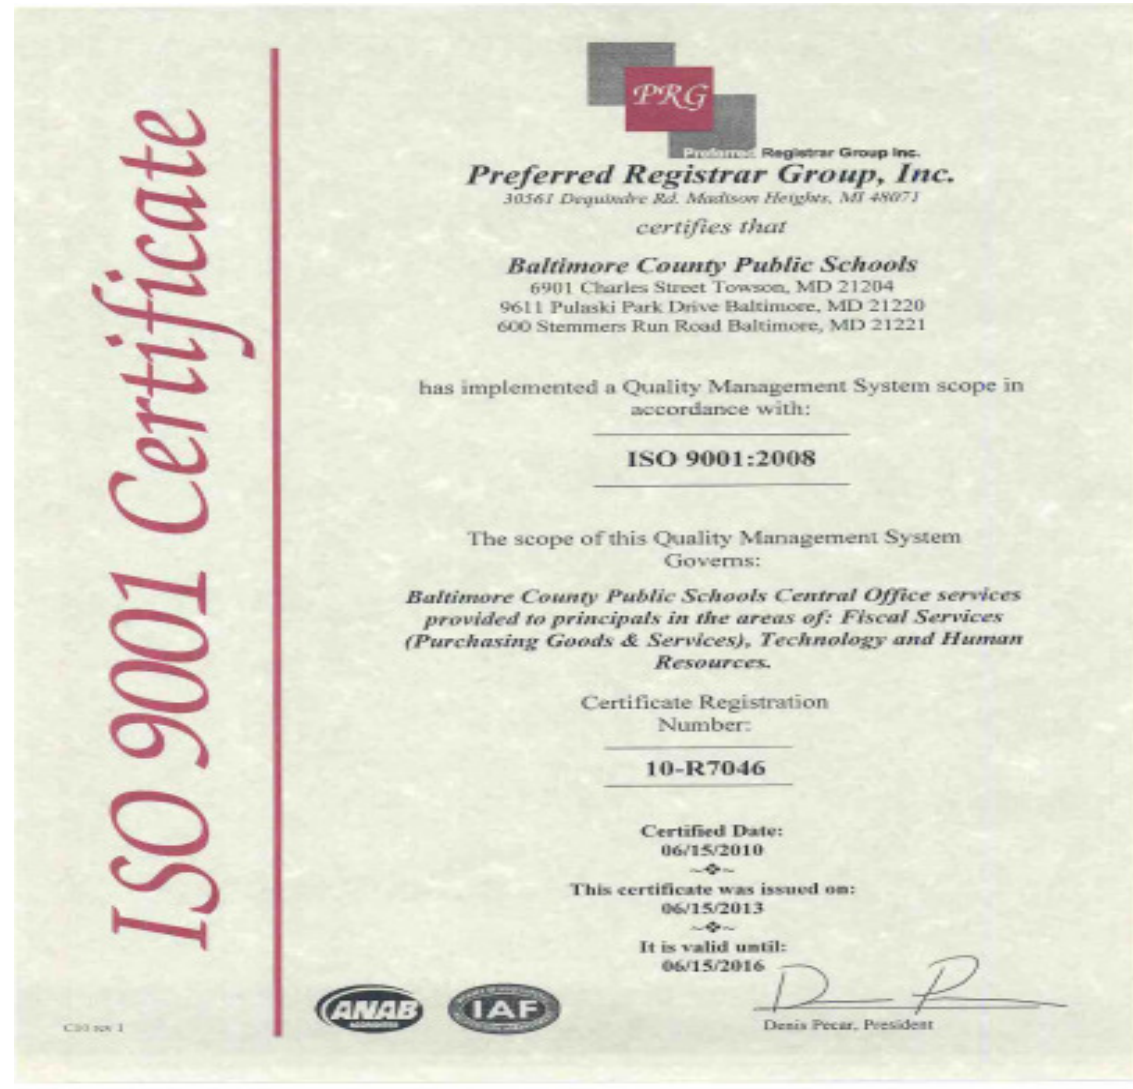 ISO 9001 Certificate
PRG
Preferred Registrar Group Inc.
Preferred Registrar Group, Inc.
30561 Dequindre Rd. Madison Heights, MI 48071
certifies that
Baltimore County Public Schools
6901 Charles Street Towson, MD 21204
9611 Pulaski Park Drive Baltimore, MD 21220
600 Stemmers Run Road Baltimore, MD 21221
has implemented a Quality Management System scope in
accordance with:
ISO 9001:2008
The scope of this Quality Management System
Governs:
Baltimore County Public Schools Central Office services
provided to principals in the areas of: Fiscal Services
(Purchasing Goods & Services), Technology and Human
Resources.
Certificate Registration
Number:
10-R7046
Certified Date:
06/15/2010
This certificate was issued on:
06/15/2013
It is valid until:
06/15/2016
ANAB
ACCREDITED
IAF
Denis Pecar, President
C10 rev 1